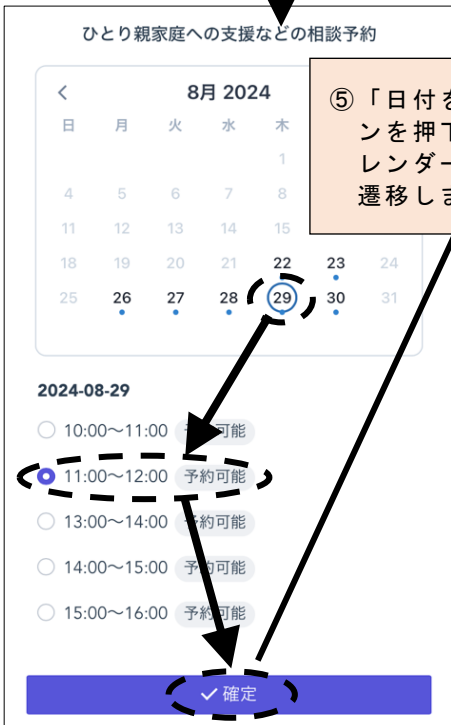 ひとり親家庭への支援などの相談予約
< 8月 2024
日 月 火 水 木
1
4 5 6 7 8
11 12 13 14 15
18 19 20 21 22 23 24
25 26 27 28 29 30 31
⑤「日付を
ンを押下
レンダー
遷移しま
2024-08-29
10:00〜11:00 予約可能
11:00〜12:00 予約可能
13:00〜14:00 予約可能
14:00〜15:00 予約可能
15:00〜16:00 予約可能
✓ 確定